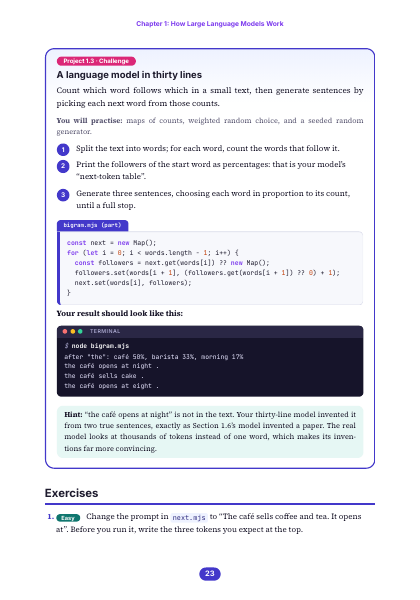 Chapter 1: How Large Language Models Work
Project 1.3 · Challenge
A language model in thirty lines
Count which word follows which in a small text, then generate sentences by
picking each next word from those counts.
You will practise: maps of counts, weighted random choice, and a seeded random
generator.
1 Split the text into words; for each word, count the words that follow it.
2 Print the followers of the start word as percentages: that is your model's
“next-token table”.
3 Generate three sentences, choosing each word in proportion to its count,
until a full stop.
bigram.mjs (part)
const next = new Map();
for (let i = 0; i < words.length - 1; i++) {
  const followers = next.get(words[i]) ?? new Map();
  followers.set(words[i + 1], (followers.get(words[i + 1]) ?? 0) + 1);
  next.set(words[i], followers);
}
Your result should look like this:
TERMINAL
$ node bigram.mjs
after "the": café 50%, barista 33%, morning 17%
the café opens at night .
the café sells cake .
the café opens at eight .
Hint: “the café opens at night” is not in the text. Your thirty-line model invented it
from two true sentences, exactly as Section 1.6’s model invented a paper. The real
model looks at thousands of tokens instead of one word, which makes its inven-
tions far more convincing.
Exercises
1. Easy Change the prompt in next.mjs to “The café sells coffee and tea. It opens
at”. Before you run it, write the three tokens you expect at the top.
23